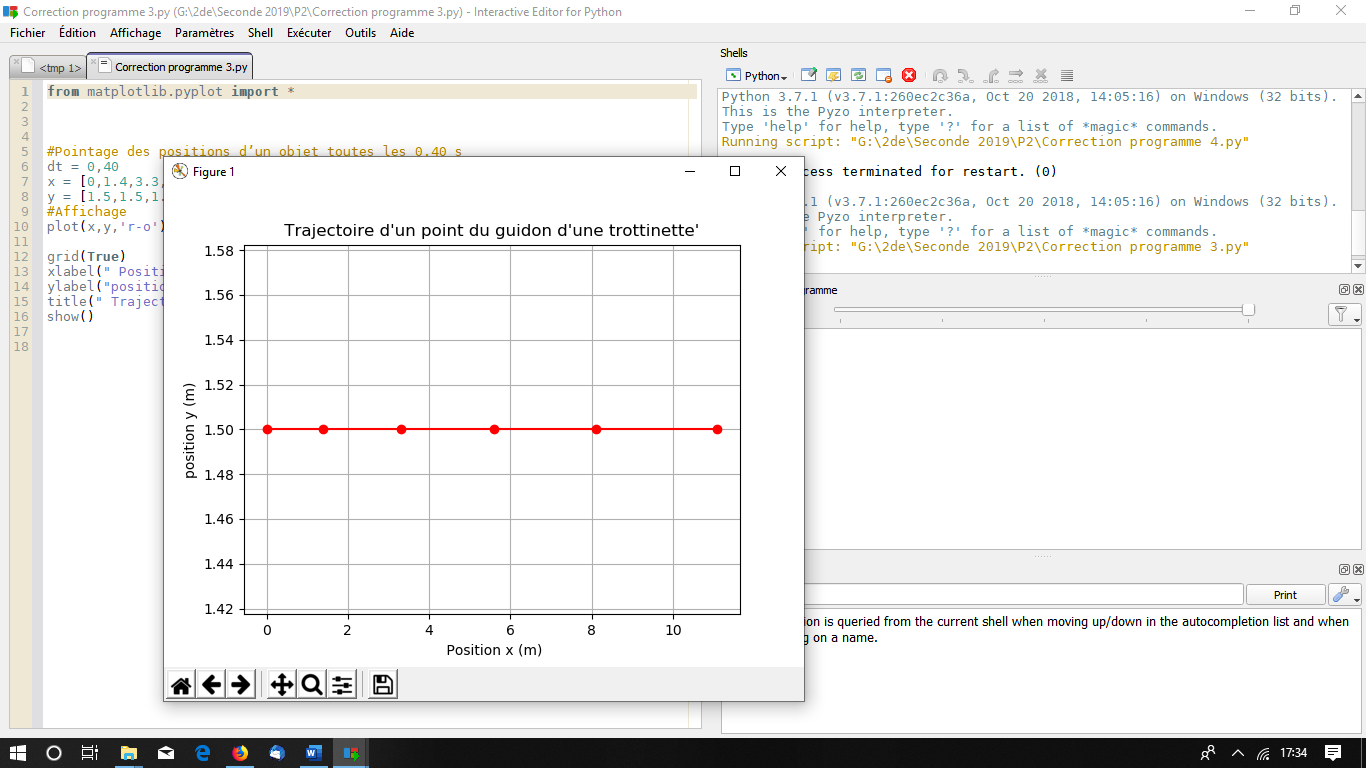 Correction programme 3.py (G:\2de\Seconde 2019\P2\Correction programme 3.py) - Interactive Editor for Python
Fichier Édition Affichage Paramètres Shell Exécuter Outils Aide
<tmp 1> Correction programme 3.py
1 from matplotlib.pyplot import *
2
3
4
5 #Pointage des positions d’un objet toutes les 0.40 s
6 dt = 0,40
7 x = [0,1.4,3.3,
8 y = [1.5,1.5,1.
9 #Affichage
10 plot(x,y,'r-o')
11
12 grid(True)
13 xlabel(" Positi
14 ylabel("positio
15 title(" Traject
16 show()
17
18
Shells
Python
Python 3.7.1 (v3.7.1:260ec2c36a, Oct 20 2018, 14:05:16) on Windows (32 bits).
This is the Pyzo interpreter.
Type 'help' for help, type '?' for a list of *magic* commands.
Running script: "G:\2de\Seconde 2019\P2\Correction programme 4.py"
cess terminated for restart. (0)
.1 (v3.7.1:260ec2c36a, Oct 20 2018, 14:05:16) on Windows (32 bits).
e Pyzo interpreter.
' for help, type '?' for a list of *magic* commands.
ript: "G:\2de\Seconde 2019\P2\Correction programme 3.py"
ramme
Print
ion is queried from the current shell when moving up/down in the autocompletion list and when
g on a name.
Figure 1
Trajectoire d'un point du guidon d'une trottinette'
1.58
1.56
1.54
1.52
1.50
1.48
1.46
1.44
1.42
position y (m)
0 2 4 6 8 10
Position x (m)
17:34